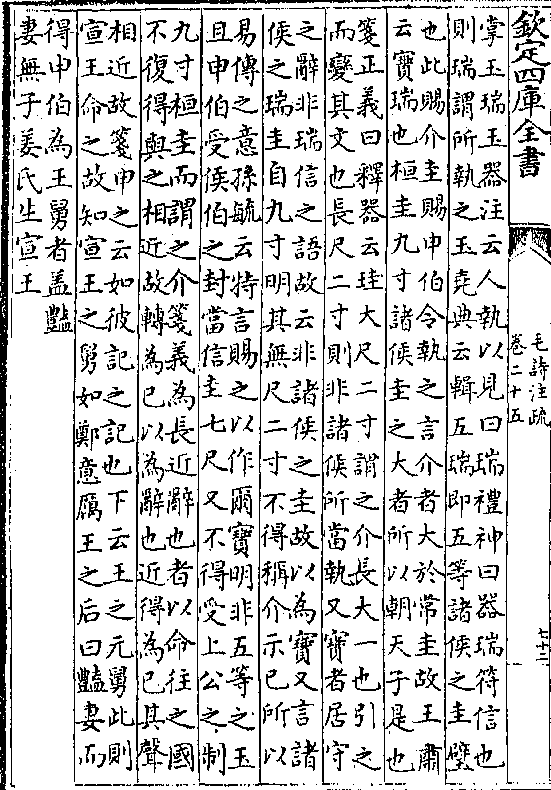 欽定四庫全書
毛詩注疏
卷二十五
七十二
掌玉瑞玉器注云人執以見曰瑞禮神曰器瑞符信也
則瑞謂所執之玉堯典云輯五瑞即五等諸侯之圭璧
也此賜介圭賜申伯令執之言介者大於常圭故王肅
云寶瑞也桓圭九寸諸侯圭之大者所以朝天子是也
箋正義曰釋器云珪大尺二寸謂之介長大一也引之
而變其文也長尺二寸則非諸侯所當執又寶者居守
之辭非瑞信之語故云非諸侯之圭故以為寶又言諸
侯之瑞圭自九寸明其無尺二寸不得稱介示已所以
易傳之意孫毓云特言賜之以作爾寶明非五等之玉
且申伯受侯伯之封當信圭七尺又不得受上公之制
九寸桓圭而謂之介箋義為長近辭也者以命往之國
不復得與之相近故轉為已以為辭也近得為已其聲
相近故箋申之云如彼記之記也下云王之元舅此則
宣王命之故知宣王之舅如鄭意厲王之后曰豔妻而
得申伯為王舅者盖豔
妻無子姜氏生宣王